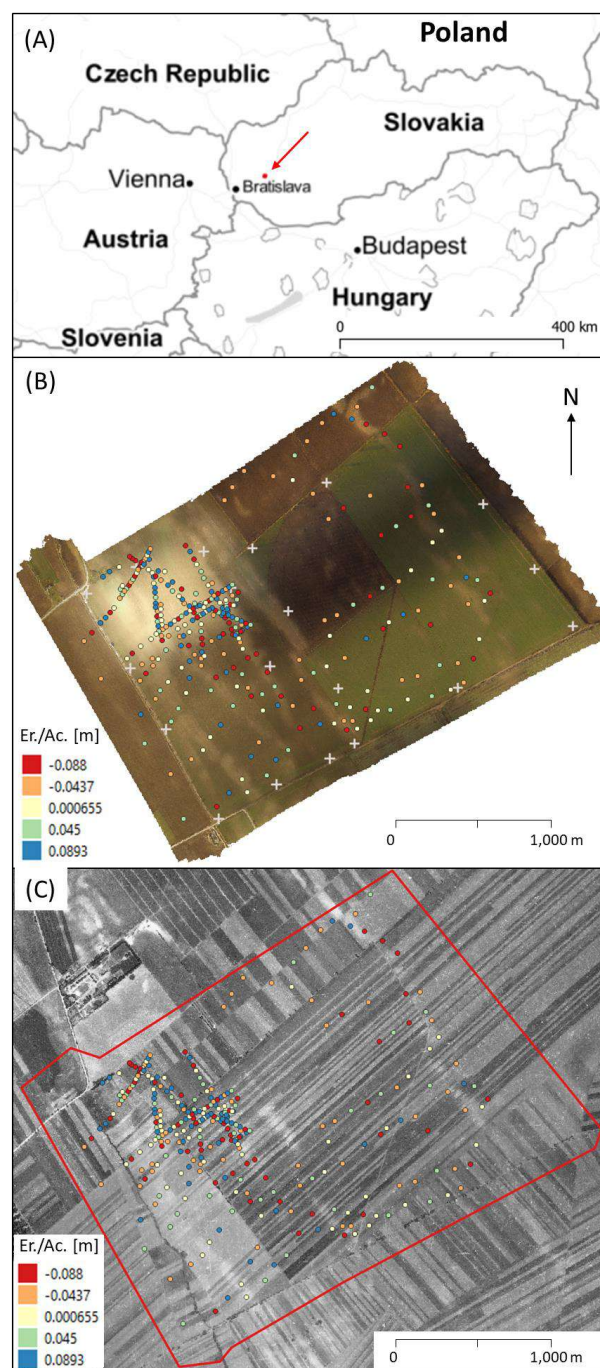 (A)
Poland
Czech Republic
Slovakia
Vienna
Bratislava
Austria
Budapest
Hungary
Slovenia
0 400 km
(B)
N
Er./Ac. [m]
-0.088
-0.0437
0.000655
0.045
0.0893
0 1,000 m
(C)
Er./Ac. [m]
-0.088
-0.0437
0.000655
0.045
0.0893
0 1,000 m